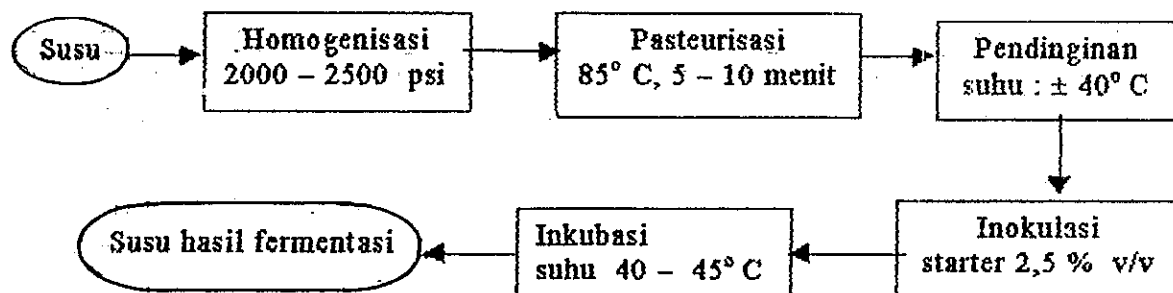 Susu
Homogenisasi
2000 – 2500 psi
Pasteurisasi
85° C, 5 – 10 menit
Pendinginan
suhu : ± 40° C
Inokulasi
starter 2,5 % v/v
Inkubasi
suhu 40 – 45° C
Susu hasil fermentasi